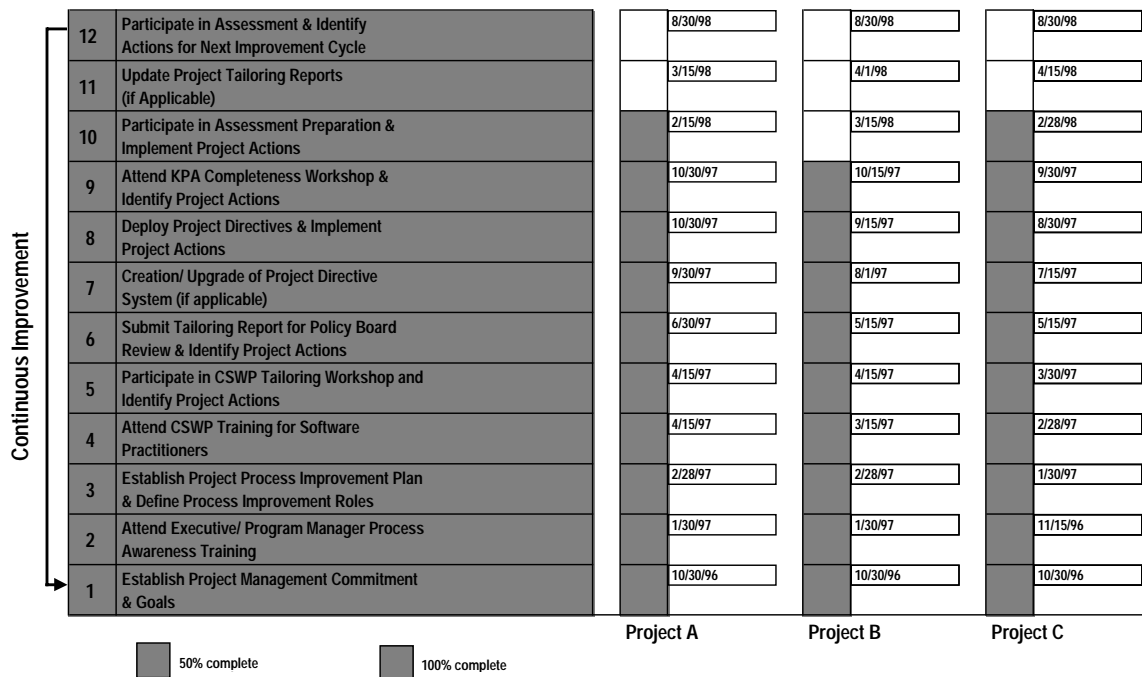 Continuous Improvement
12
Participate in Assessment & Identify
Actions for Next Improvement Cycle
8/30/98
8/30/98
8/30/98
11
Update Project Tailoring Reports
(if Applicable)
3/15/98
4/1/98
4/15/98
10
Participate in Assessment Preparation &
Implement Project Actions
2/15/98
3/15/98
2/28/98
9
Attend KPA Completeness Workshop &
Identify Project Actions
10/30/97
10/15/97
9/30/97
8
Deploy Project Directives & Implement
Project Actions
10/30/97
9/15/97
8/30/97
7
Creation/ Upgrade of Project Directive
System (if applicable)
9/30/97
8/1/97
7/15/97
6
Submit Tailoring Report for Policy Board
Review & Identify Project Actions
6/30/97
5/15/97
5/15/97
5
Participate in CSWP Tailoring Workshop and
Identify Project Actions
4/15/97
4/15/97
3/30/97
4
Attend CSWP Training for Software
Practitioners
4/15/97
3/15/97
2/28/97
3
Establish Project Process Improvement Plan
& Define Process Improvement Roles
2/28/97
2/28/97
1/30/97
2
Attend Executive/ Program Manager Process
Awareness Training
1/30/97
1/30/97
11/15/96
1
Establish Project Management Commitment
& Goals
10/30/96
10/30/96
10/30/96
Project A
Project B
Project C
50% complete
100% complete